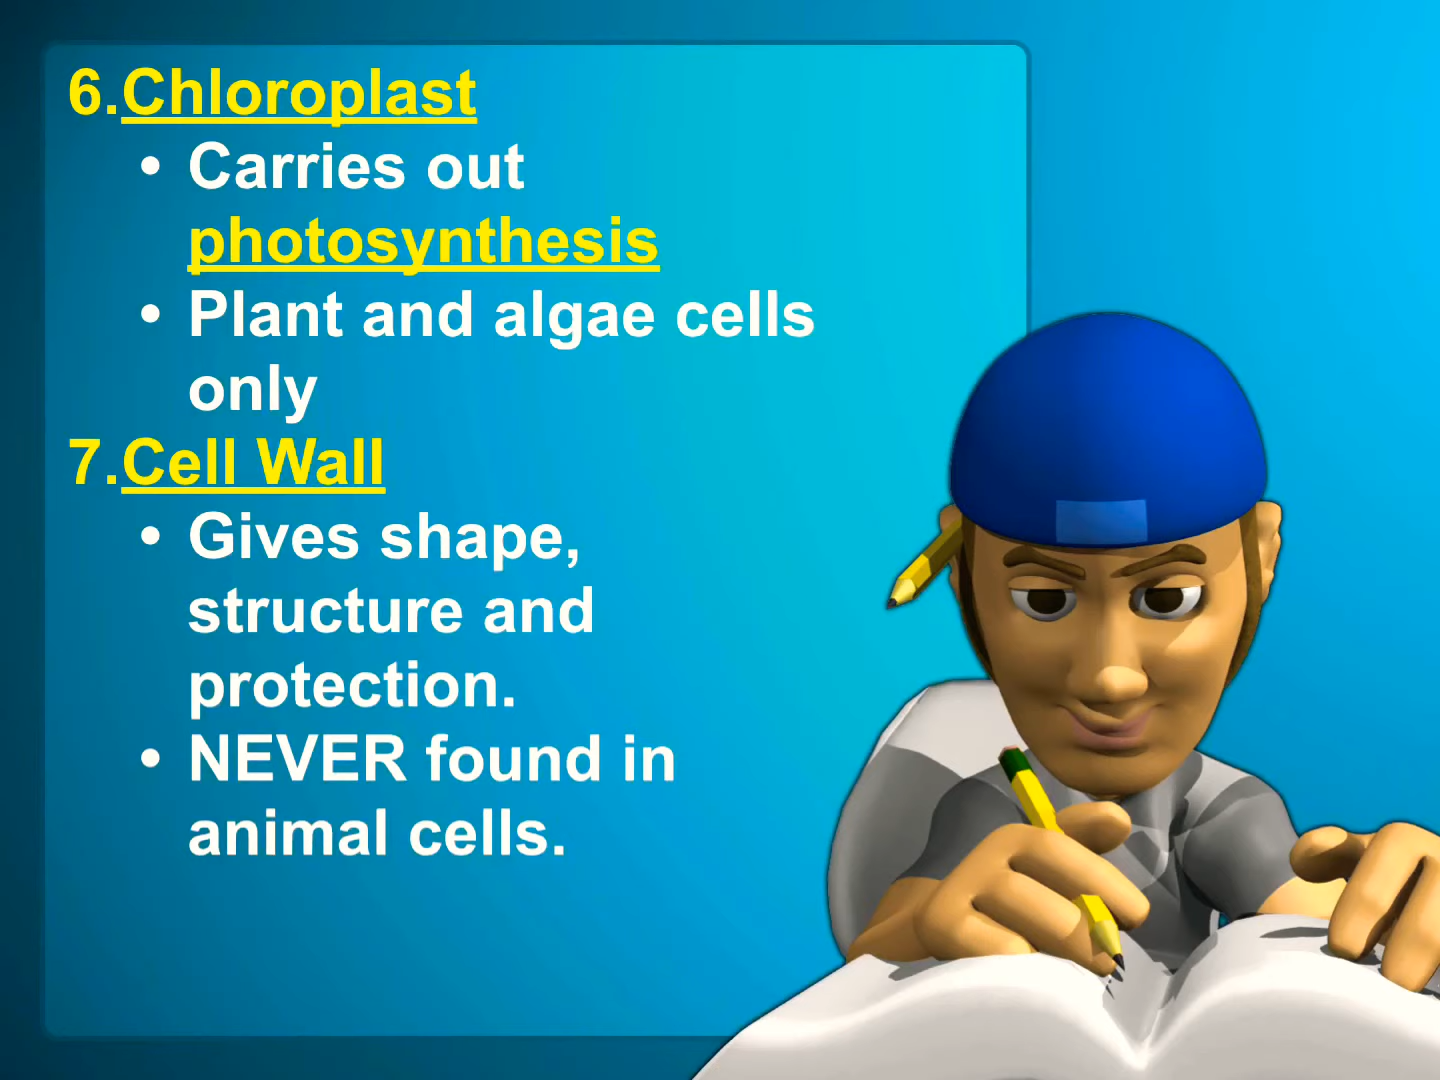 6.Chloroplast
• Carries out
photosynthesis
• Plant and algae cells
only
7.Cell Wall
• Gives shape,
structure and
protection.
• NEVER found in
animal cells.